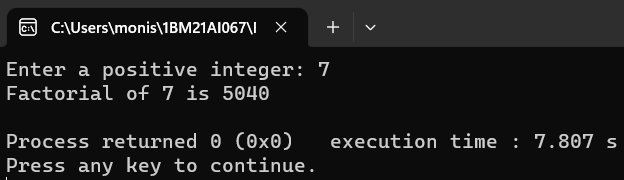 C:\Users\monis\1BM21AI067\I
Enter a positive integer: 7
Factorial of 7 is 5040
Process returned 0 (0x0)   execution time : 7.807 s
Press any key to continue.